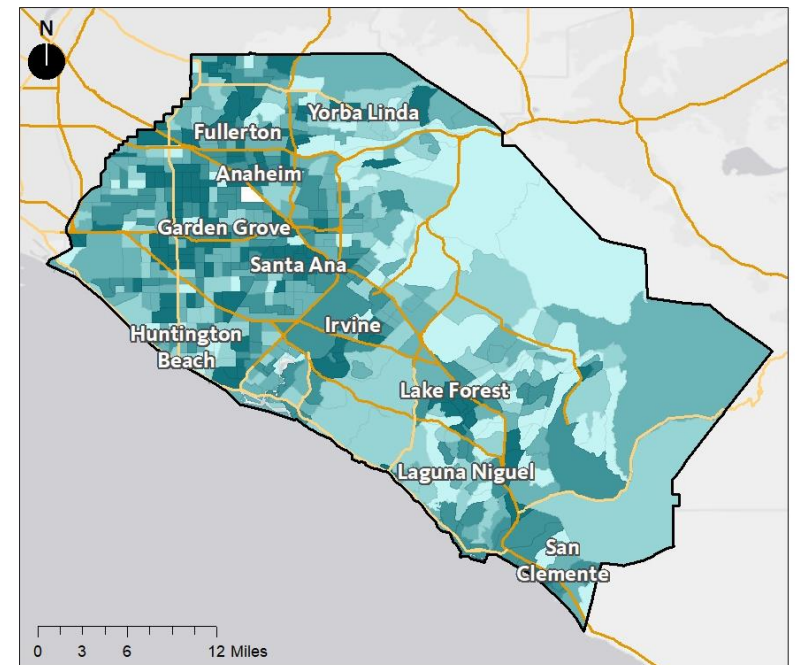 N
Yorba Linda
Fullerton
Anaheim
Garden Grove
Santa Ana
Irvine
Huntington
Beach
Lake Forest
Laguna Niguel
San
Clemente
0 3 6 12 Miles